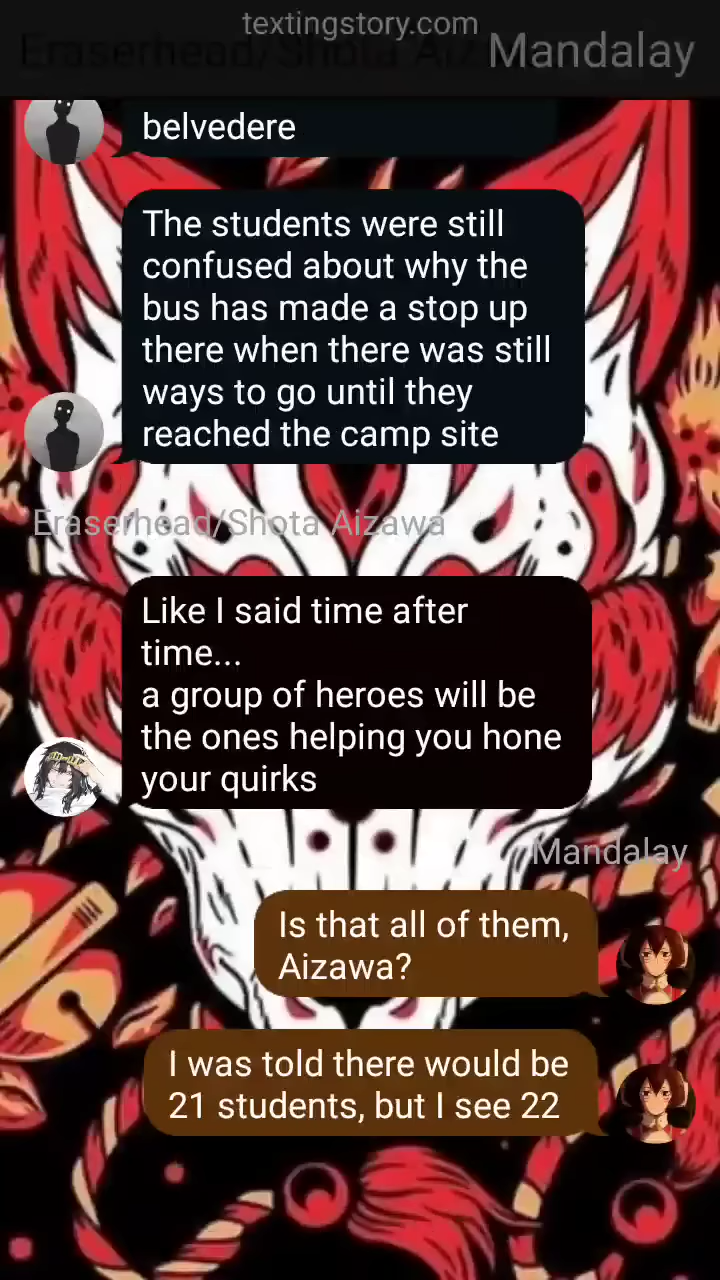 textingstory.com
Eraserhead/Shota Aiz
Mandalay
belvedere
The students were still
confused about why the
bus has made a stop up
there when there was still
ways to go until they
reached the camp site
Eraserhead/Shota Aizawa
Like I said time after
time...
a group of heroes will be
the ones helping you hone
your quirks
Mandalay
Is that all of them,
Aizawa?
I was told there would be
21 students, but I see 22